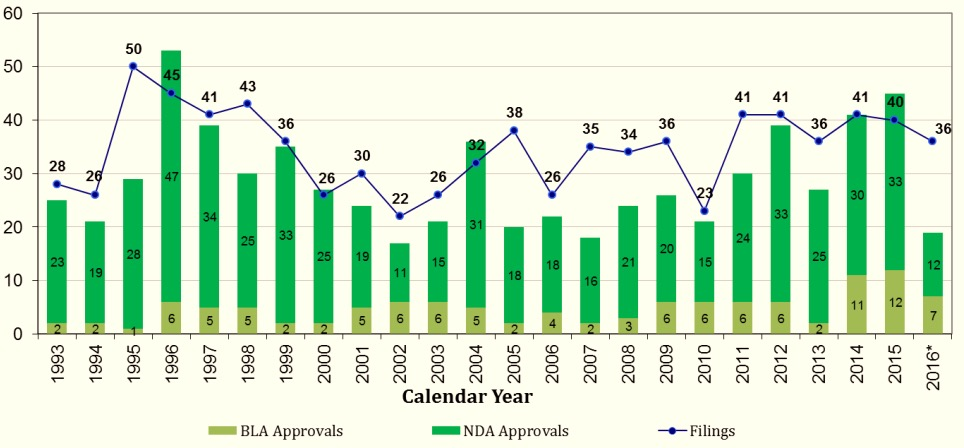 60
50
40
30
20
10
0
28 26 50 45 41 43 36 26 30 22 26 32 38 26 35 34 36 23 41 41 36 41 40 36
23 19 28 47 34 25 33 25 19 11 15 31 18 18 16 21 20 15 24 33 25 30 33 12
2 2 1 6 5 5 2 2 5 6 6 5 2 4 2 3 6 6 6 6 2 11 12 7
1993 1994 1995 1996 1997 1998 1999 2000 2001 2002 2003 2004 2005 2006 2007 2008 2009 2010 2011 2012 2013 2014 2015 2016*
Calendar Year
BLA Approvals NDA Approvals Filings